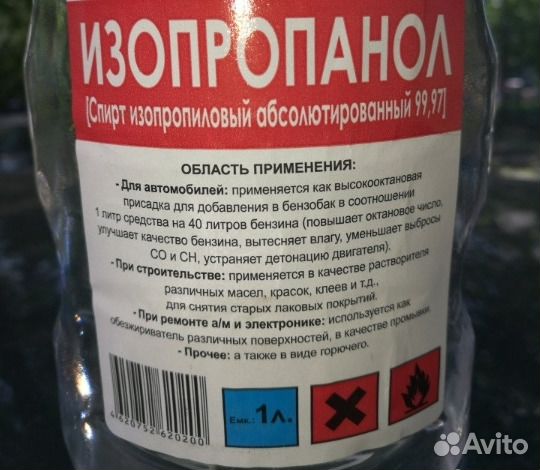 ИЗОПРОПАНОЛ
[Спирт изопропиловый абсолютированный 99,97]
ОБЛАСТЬ ПРИМЕНЕНИЯ:
- Для автомобилей: применяется как высокооктановая
присадка для добавления в бензобак в соотношении
1 литр средства на 40 литров бензина (повышает октановое число,
улучшает качество бензина, вытесняет влагу, уменьшает выбросы
СО и СН, устраняет детонацию двигателя).
- При строительстве: применяется в качестве растворителя
различных масел, красок, клеев и т.д.,
для снятия старых лаковых покрытий.
- При ремонте а/м и электронике: используется как
обезжириватель различных поверхностей, в качестве промывки.
- Прочее: а также в виде горючего.
Емк.: 1л.
4620752620200
Avito